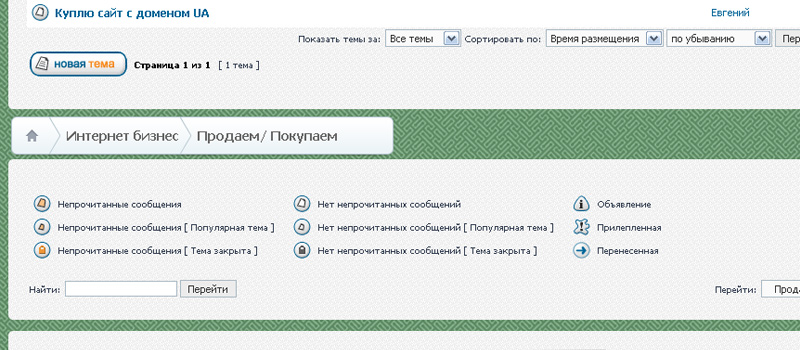 Куплю сайт с доменом UA Евгений
Показать темы за: Все темы Сортировать по: Время размещения по убыванию
новая тема Страница 1 из 1 [ 1 тема ]
Интернет бизнес Продаем/ Покупаем
Непрочитанные сообщения Нет непрочитанных сообщений Объявление
Непрочитанные сообщения [ Популярная тема ] Нет непрочитанных сообщений [ Популярная тема ] Прилепленная
Непрочитанные сообщения [ Тема закрыта ] Нет непрочитанных сообщений [ Тема закрыта ] Перенесенная
Найти: Перейти Перейти: